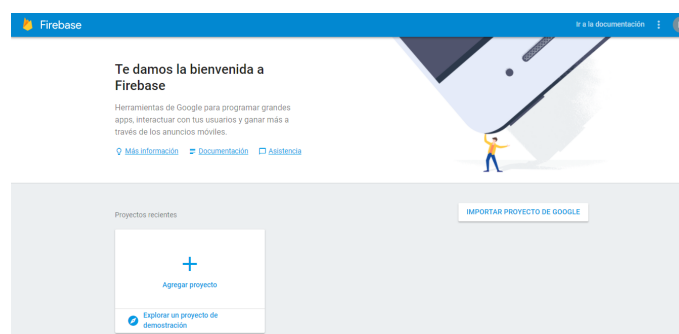 Firebase
Ir a la documentación
Te damos la bienvenida a
Firebase
Herramientas de Google para programar grandes
apps, interactuar con tus usuarios y ganar más a
través de los anuncios móviles.
Más información Documentación Asistencia
Proyectos recientes
IMPORTAR PROYECTO DE GOOGLE
Agregar proyecto
Explorar un proyecto de
demostración